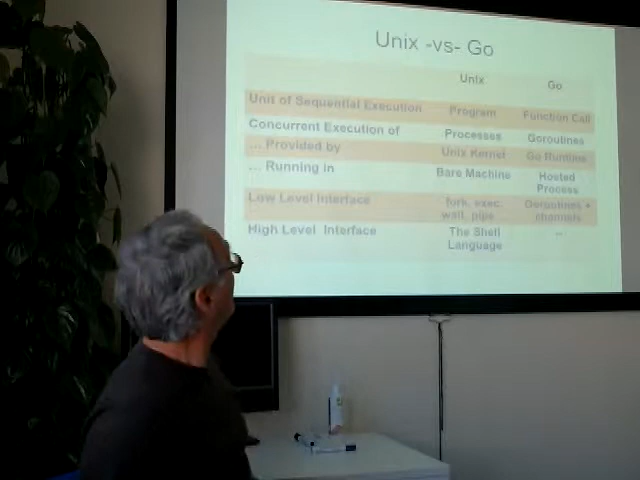 Unix -vs- Go
Unix Go
Unit of Sequential Execution Program Function Call
Concurrent Execution of Processes Goroutines
... Provided by Unix Kernel Go Runtime
... Running in Bare Machine Hosted Process
Low Level Interface fork, exec, wait, pipe... Goroutines + channels
High Level Interface The Shell Language --